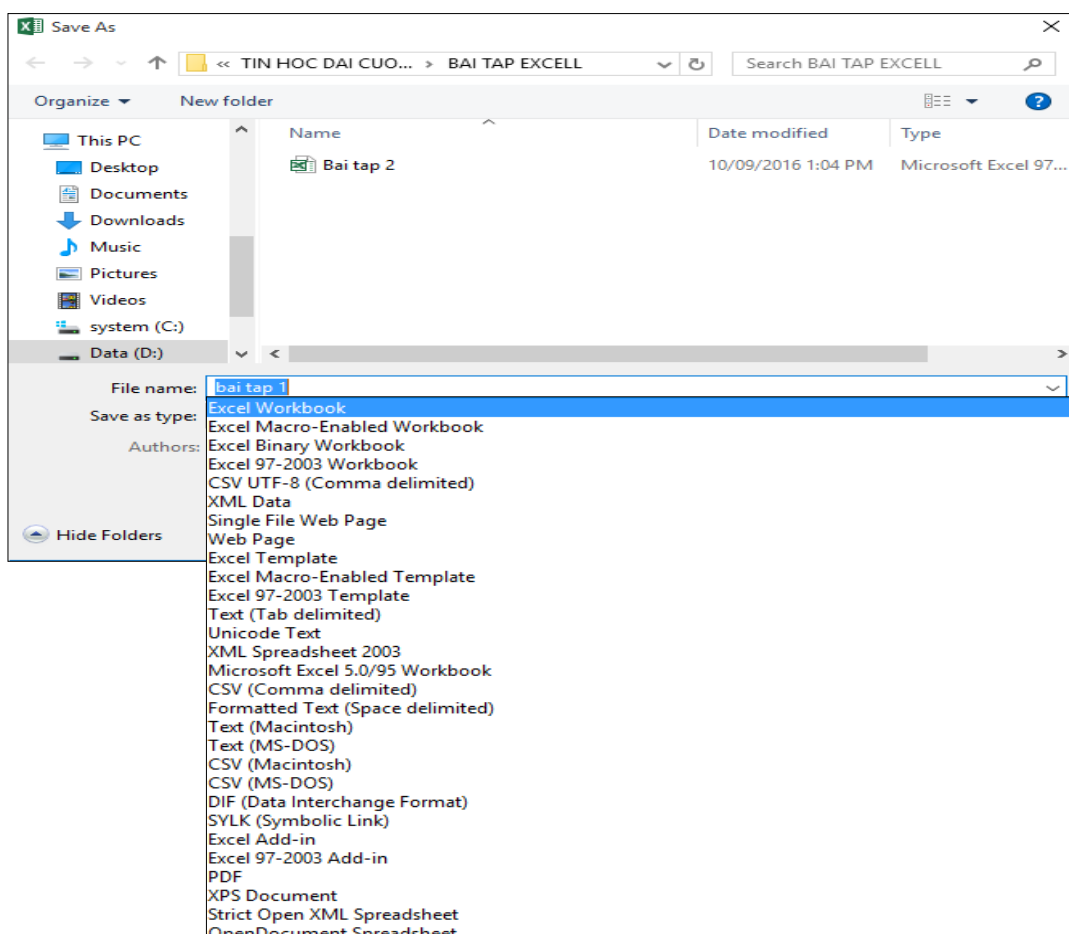 Save As
« TIN HOC DAI CUO... > BAI TAP EXCELL
Search BAI TAP EXCELL
Organize
New folder
Name
Date modified
Type
This PC
Desktop
Documents
Downloads
Music
Pictures
Videos
system (C:)
Data (D:)
Bai tap 2
10/09/2016 1:04 PM
Microsoft Excel 97...
File name: bai tap 1
Save as type:
Authors:
Hide Folders
Excel Workbook
Excel Macro-Enabled Workbook
Excel Binary Workbook
Excel 97-2003 Workbook
CSV UTF-8 (Comma delimited)
XML Data
Single File Web Page
Web Page
Excel Template
Excel Macro-Enabled Template
Excel 97-2003 Template
Text (Tab delimited)
Unicode Text
XML Spreadsheet 2003
Microsoft Excel 5.0/95 Workbook
CSV (Comma delimited)
Formatted Text (Space delimited)
Text (Macintosh)
Text (MS-DOS)
CSV (Macintosh)
CSV (MS-DOS)
DIF (Data Interchange Format)
SYLK (Symbolic Link)
Excel Add-in
Excel 97-2003 Add-in
PDF
XPS Document
Strict Open XML Spreadsheet
OpenDocument Spreadsheet